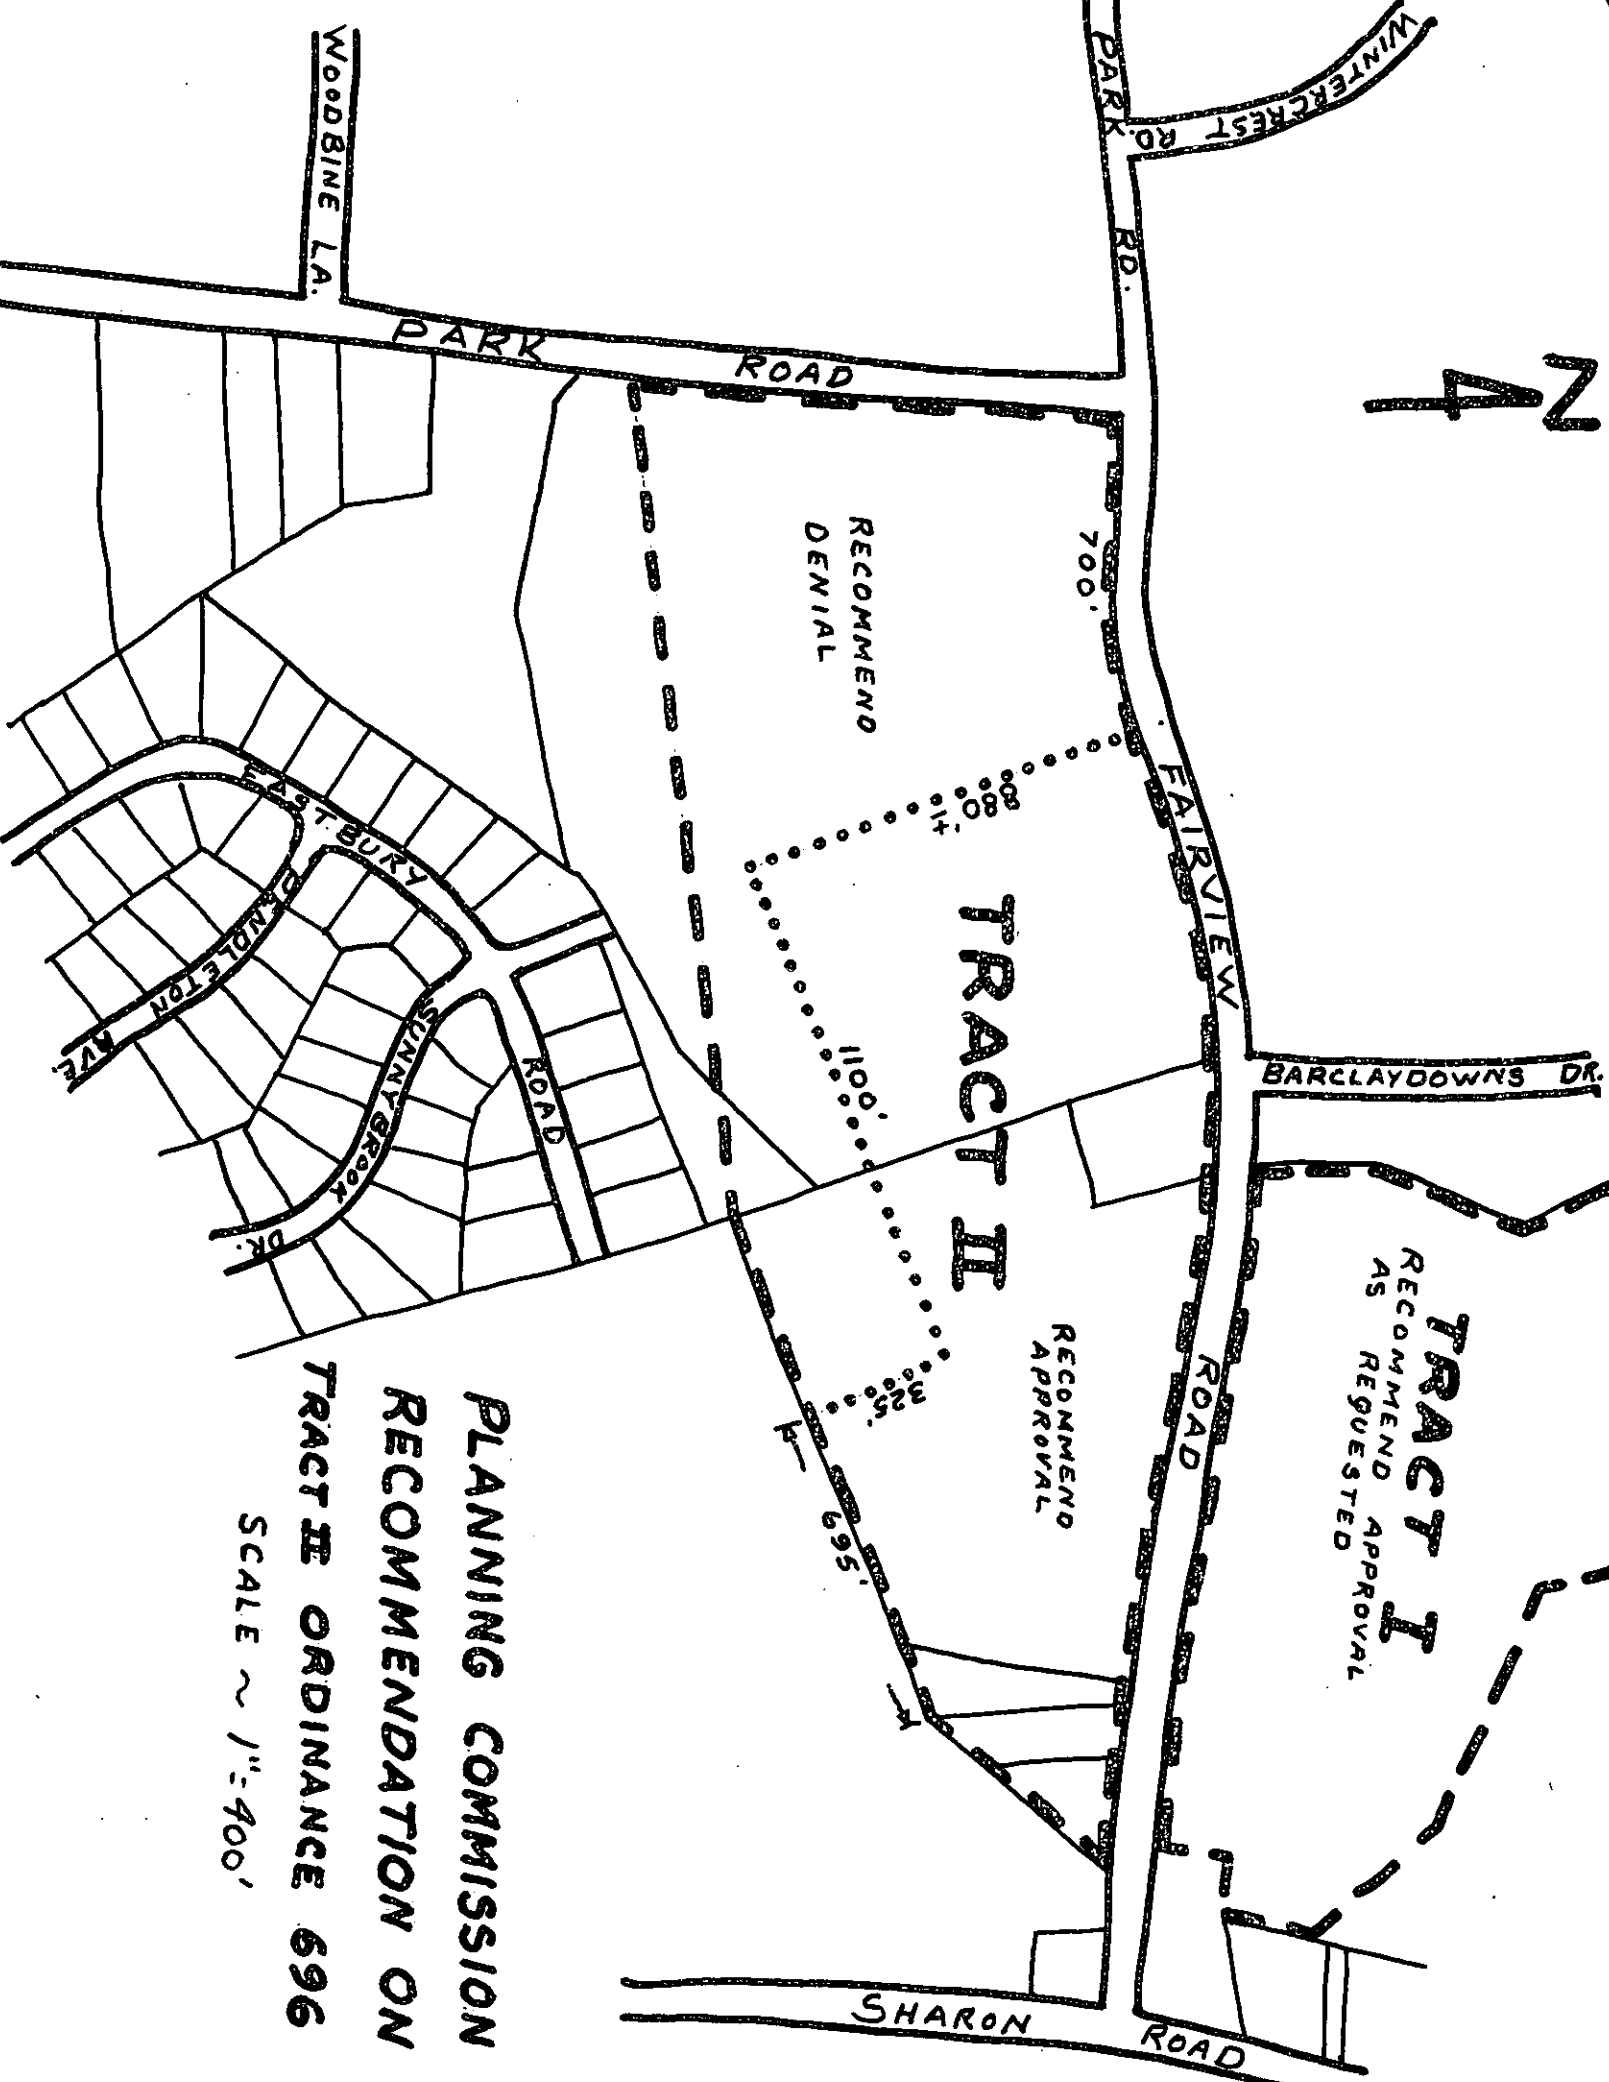 N
WINTERCREST RD.
PARK RD.
WOODBINE LA.
PARK ROAD
FAIRVIEW ROAD
BARCLAYDOWNS DR.
TRACT I
RECOMMEND APPROVAL
AS REQUESTED
700'
RECOMMEND
DENIAL
880'±
TRACT II
1100'
RECOMMEND
APPROVAL
325'
695'
EASTBURY ROAD
PENDLETON AVE.
SUNNYBROOK DR.
SHARON ROAD
PLANNING COMMISSION
RECOMMENDATION ON
TRACT II ORDINANCE 696
SCALE ~ 1"=400'